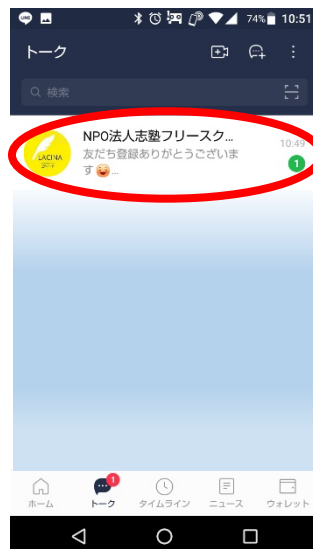 74% 10:51
トーク
検索
NPO法人志塾フリースク...
10:49
友だち登録ありがとうございま
す😆...
1
LACINA
1
ホーム トーク タイムライン ニュース ウォレット